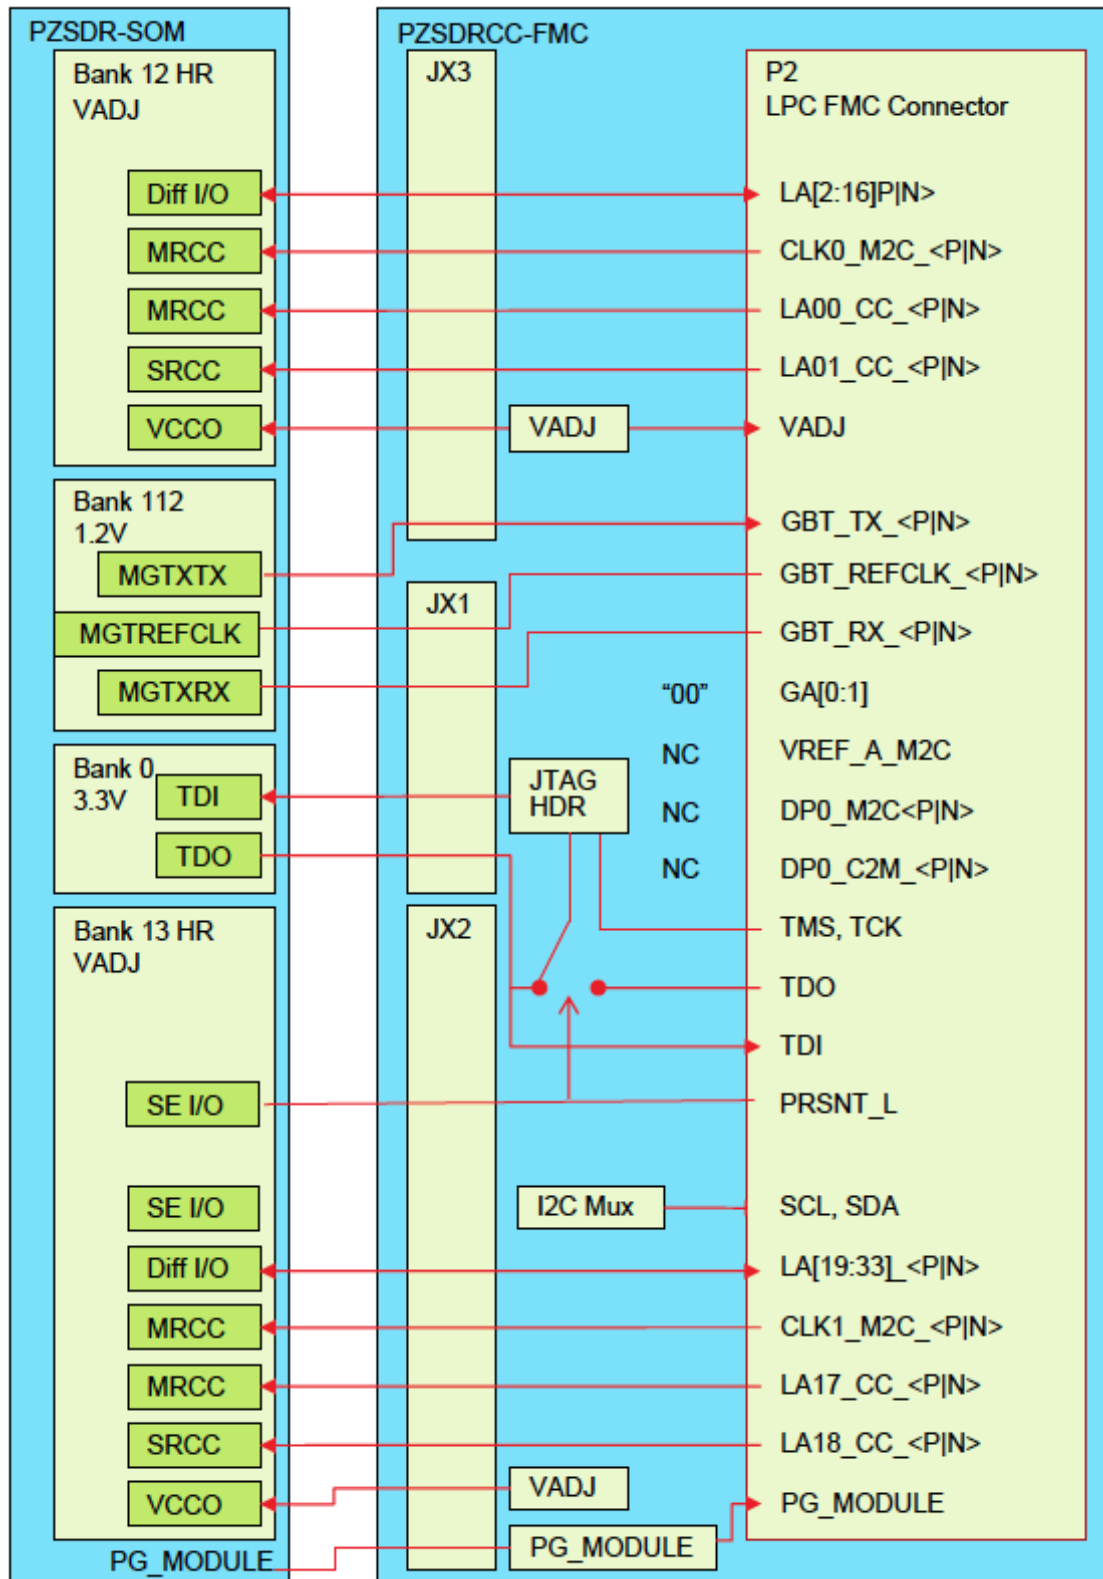 PZSDR-SOM
Bank 12 HR
VADJ
Diff I/O
MRCC
MRCC
SRCC
VCCO
Bank 112
1.2V
MGTXTX
MGTREFCLK
MGTXRX
Bank 0
3.3V
TDI
TDO
Bank 13 HR
VADJ
SE I/O
SE I/O
Diff I/O
MRCC
MRCC
SRCC
VCCO
PG_MODULE
PZSDRCC-FMC
JX3
JX1
JX2
VADJ
JTAG
HDR
"00"
NC
NC
NC
I2C Mux
VADJ
PG_MODULE
P2
LPC FMC Connector
LA[2:16]P|N>
CLK0_M2C_<P|N>
LA00_CC_<P|N>
LA01_CC_<P|N>
VADJ
GBT_TX_<P|N>
GBT_REFCLK_<P|N>
GBT_RX_<P|N>
GA[0:1]
VREF_A_M2C
DP0_M2C<P|N>
DP0_C2M_<P|N>
TMS, TCK
TDO
TDI
PRSNT_L
SCL, SDA
LA[19:33]_<P|N>
CLK1_M2C_<P|N>
LA17_CC_<P|N>
LA18_CC_<P|N>
PG_MODULE